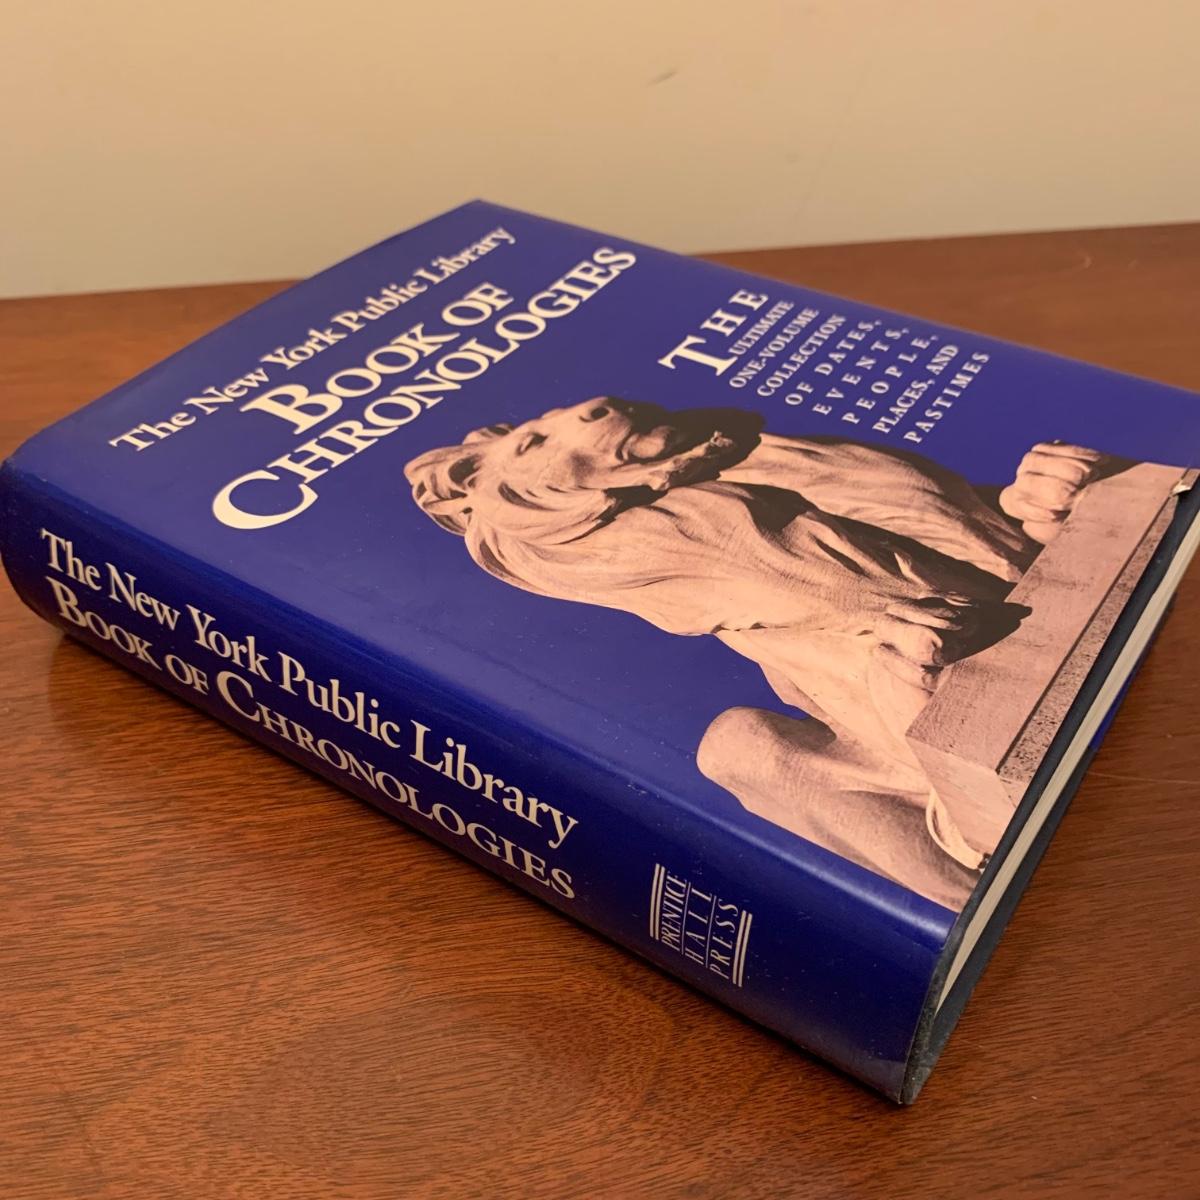 The New York Public Library
BOOK OF
CHRONOLOGIES
THE
ULTIMATE
ONE-VOLUME
COLLECTION
OF DATES,
EVENTS,
PEOPLE,
PLACES, AND
PASTIMES
The New York Public Library
BOOK OF CHRONOLOGIES
PRENTICE
HALL
PRESS